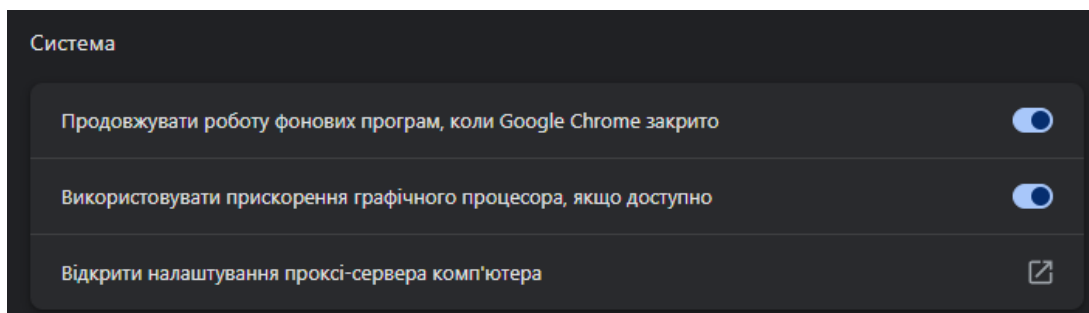 Система
Продовжувати роботу фонових програм, коли Google Chrome закрито
Використовувати прискорення графічного процесора, якщо доступно
Відкрити налаштування проксі-сервера комп'ютера